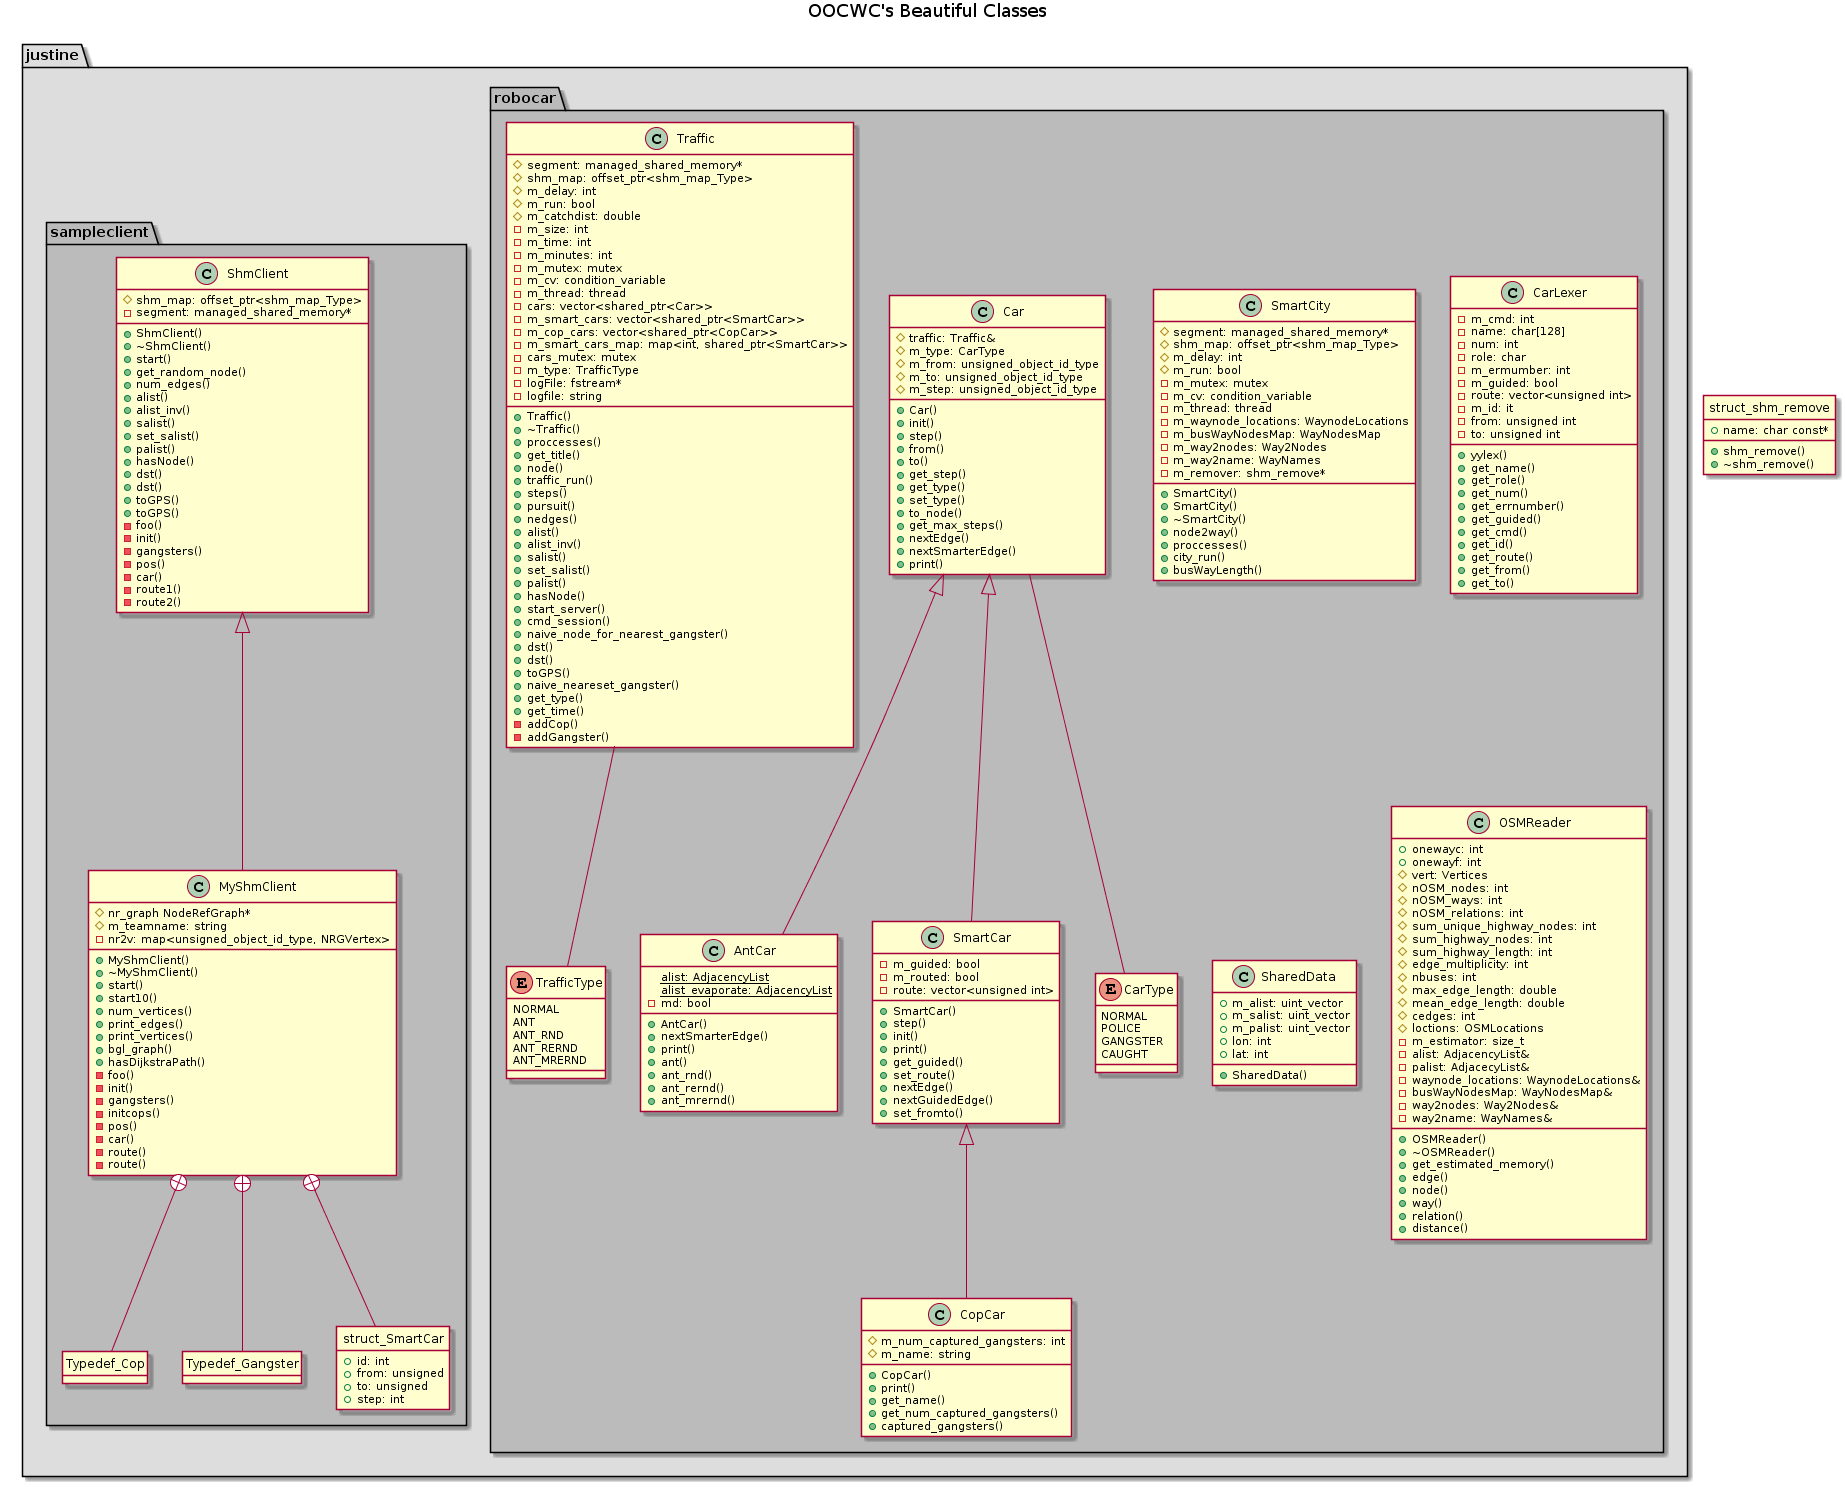 OOCWC's Beautiful Classes
justine
sampleclient
C ShmClient
shm_map: offset_ptr<shm_map_Type>
segment: managed_shared_memory*
ShmClient()
~ShmClient()
start()
get_random_node()
num_edges()
alist()
alist_inv()
salist()
set_salist()
palist()
hasNode()
dst()
dst()
toGPS()
toGPS()
foo()
init()
gangsters()
pos()
car()
route1()
route2()
C MyShmClient
nr_graph NodeRefGraph*
m_teamname: string
nr2v: map<unsigned_object_id_type, NRGVertex>
MyShmClient()
~MyShmClient()
start()
start10()
num_vertices()
print_edges()
print_vertices()
bgl_graph()
hasDijkstraPath()
foo()
init()
gangsters()
initcops()
pos()
car()
route()
route()
Typedef_Cop
Typedef_Gangster
struct_SmartCar
id: int
from: unsigned
to: unsigned
step: int
robocar
C Traffic
segment: managed_shared_memory*
shm_map: offset_ptr<shm_map_Type>
m_delay: int
m_run: bool
m_catchdist: double
m_size: int
m_time: int
m_minutes: int
m_mutex: mutex
m_cv: condition_variable
m_thread: thread
cars: vector<shared_ptr<Car>>
m_smart_cars: vector<shared_ptr<SmartCar>>
m_cop_cars: vector<shared_ptr<CopCar>>
m_smart_cars_map: map<int, shared_ptr<SmartCar>>
cars_mutex: mutex
m_type: TrafficType
logFile: fstream*
logfile: string
Traffic()
~Traffic()
proccesses()
get_title()
node()
traffic_run()
steps()
pursuit()
nedges()
alist()
alist_inv()
salist()
set_salist()
palist()
hasNode()
start_server()
cmd_session()
naive_node_for_nearest_gangster()
dst()
dst()
toGPS()
naive_neareset_gangster()
get_type()
get_time()
addCop()
addGangster()
C Car
traffic: Traffic&
m_type: CarType
m_from: unsigned_object_id_type
m_to: unsigned_object_id_type
m_step: unsigned_object_id_type
Car()
init()
step()
from()
to()
get_step()
get_type()
set_type()
to_node()
get_max_steps()
nextEdge()
nextSmarterEdge()
print()
C SmartCity
segment: managed_shared_memory*
shm_map: offset_ptr<shm_map_Type>
m_delay: int
m_run: bool
m_mutex: mutex
m_cv: condition_variable
m_thread: thread
m_waynode_locations: WaynodeLocations
m_busWayNodesMap: WayNodesMap
m_way2nodes: Way2Nodes
m_way2name: WayNames
m_remover: shm_remove*
SmartCity()
SmartCity()
~SmartCity()
node2way()
proccesses()
city_run()
busWayLength()
C CarLexer
m_cmd: int
name: char[128]
num: int
role: char
m_ermumber: int
m_guided: bool
route: vector<unsigned int>
m_id: it
from: unsigned int
to: unsigned int
yylex()
get_name()
get_role()
get_num()
get_errnumber()
get_guided()
get_cmd()
get_id()
get_route()
get_from()
get_to()
struct_shm_remove
name: char const*
shm_remove()
~shm_remove()
E TrafficType
NORMAL
ANT
ANT_RND
ANT_RERND
ANT_MRERND
C AntCar
alist: AdjacencyList
alist_evaporate: AdjacencyList
md: bool
AntCar()
nextSmarterEdge()
print()
ant()
ant_rnd()
ant_rernd()
ant_mrernd()
C SmartCar
m_guided: bool
m_routed: bool
route: vector<unsigned int>
SmartCar()
step()
init()
print()
get_guided()
set_route()
nextEdge()
nextGuidedEdge()
set_fromto()
E CarType
NORMAL
POLICE
GANGSTER
CAUGHT
C SharedData
m_alist: uint_vector
m_salist: uint_vector
m_palist: uint_vector
lon: int
lat: int
SharedData()
C OSMReader
onewayc: int
onewayf: int
vert: Vertices
nOSM_nodes: int
nOSM_ways: int
nOSM_relations: int
sum_unique_highway_nodes: int
sum_highway_nodes: int
sum_highway_length: int
edge_multiplicity: int
nbuses: int
max_edge_length: double
mean_edge_length: double
cedges: int
loctions: OSMLocations
m_estimator: size_t
alist: AdjacencyList&
palist: AdjacecyList&
waynode_locations: WaynodeLocations&
busWayNodesMap: WayNodesMap&
way2nodes: Way2Nodes&
way2name: WayNames&
OSMReader()
~OSMReader()
get_estimated_memory()
edge()
node()
way()
relation()
distance()
C CopCar
m_num_captured_gangsters: int
m_name: string
CopCar()
print()
get_name()
get_num_captured_gangsters()
captured_gangsters()